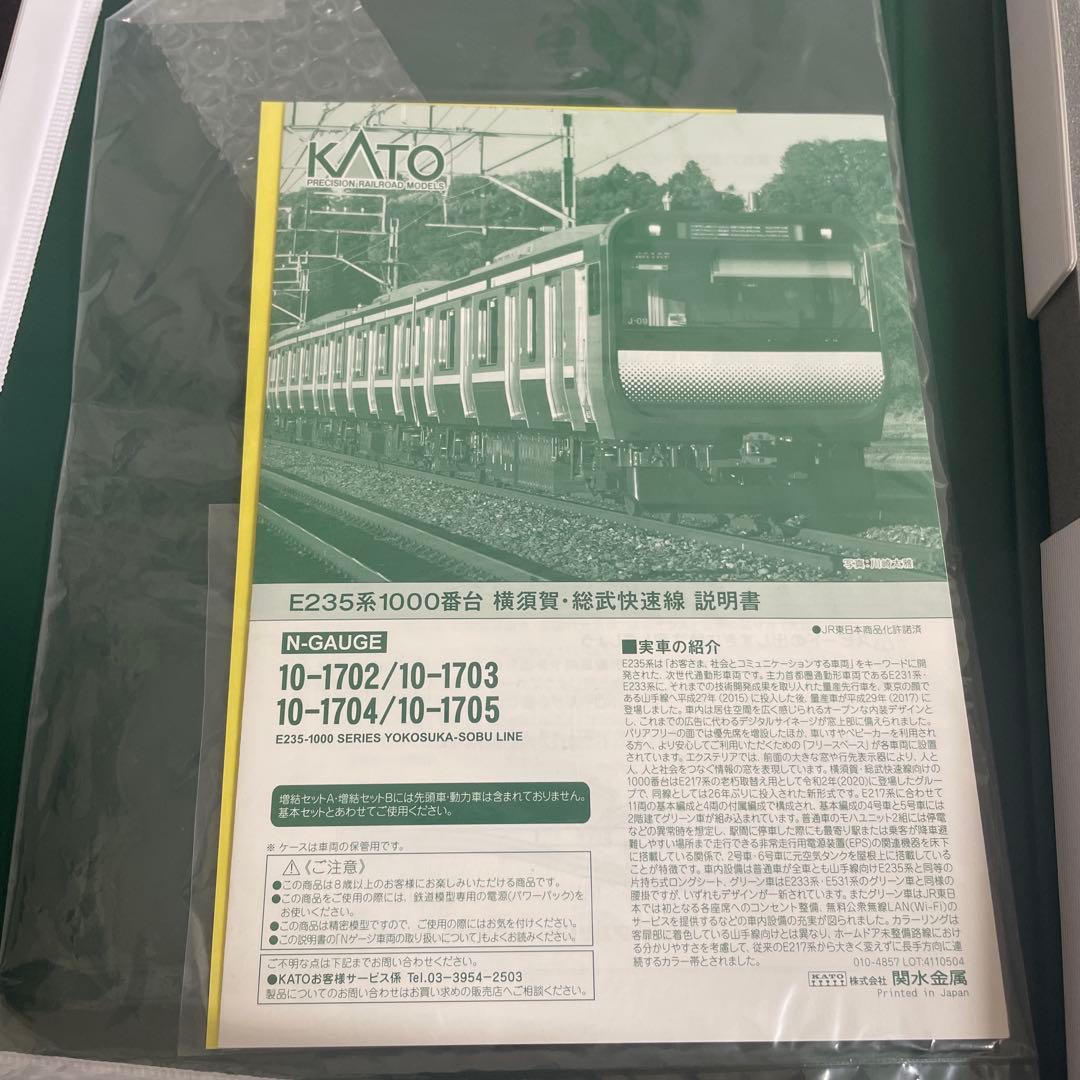 KATO
PRECISION RAILROAD MODELS
J-09
E235系1000番台 横須賀・総武快速線 説明書
N-GAUGE
10-1702/10-1703
10-1704/10-1705
E235-1000 SERIES YOKOSUKA-SOBU LINE
増結セットA・増結セットBには先頭車・動力車は含まれておりません。
基本セットとあわせてご使用ください。
※ ケースは車両の保管用です。
⚠《ご注意》
●この商品は8歳以上のお客様にお楽しみいただける商品です。
●この商品をご使用の際には、鉄道模型専用の電源(パワーパック)を
お使いください。
●この商品は精密模型ですので、ご使用の際にはお気を付けください。
●この説明書の「Nゲージ車両の取り扱いについて」もよくお読みください。
ご不明な点は下記までお問い合わせください。
●KATOお客様サービス係 Tel.03-3954-2503
製品についてのお問い合わせはお買い求めの販売店へご相談ください。
●JR東日本商品化許諾済
■実車の紹介
E235系は「お客さま、社会とコミュニケーションする車両」をキーワードに開
発された、次世代通勤形車両です。主力首都圏通勤形車両であるE231系・
E233系に、それまでの技術開発成果を取り入れた量産先行車を、東京の顔で
ある山手線へ平成27年(2015)に投入した後、量産車が平成29年(2017)に
登場しました。車内は居住空間を広く感じられるオープンな内装デザインと
し、これまでの広告に代わるデジタルサイネージが窓上部に備えられました。
バリアフリーの面では優先席を増設したほか、車いすやベビーカーを利用され
る方へ、より安心してご利用いただくための「フリースペース」が各車両に設置
されています。エクステリアでは、前面の大きな窓や行先表示器により、人と
人、人と社会をつなぐ情報の窓を表現しています。横須賀・総武快速線向けの
1000番台はE217系の老朽取替え用として令和2年(2020)に登場したグルー
プで、同線としては26年ぶりに投入された新形式です。E217系に合わせて
11両の基本編成と4両の付属編成で構成され、基本編成の4号車と5号車には
2階建てグリーン車が組み込まれています。普通車のモハユニット2組には停電
などの異常時を想定し、駅間に停車した際にも最寄り駅または乗客が降車避
難しやすい場所まで走行できる非常走行用電源装置(EPS)の関連機器を床下
に搭載している関係で、2号車・6号車に元空気タンクを屋根上に搭載している
ことが特徴です。車内設備は普通車が全車とも山手線向けE235系と同等の
片持ち式ロングシート、グリーン車はE233系・E531系のグリーン車と同様の
腰掛ですが、いずれもデザインが一新されています。またグリーン車は、JR東日
本では初となる各座席へのコンセント整備、無料公衆無線LAN(Wi-Fi)の
サービスを提供するなどの車内設備の充実が図られました。カラーリングは
客扉部に着色している山手線向けとは異なり、ホームドア未整備路線におけ
る分かりやすさを考慮して、従来のE217系から大きく変えずに長手方向に連
続するカラー帯とされました。
010-4857 LOT:4110504
KATO 株式会社 関水金属
Printed in Japan